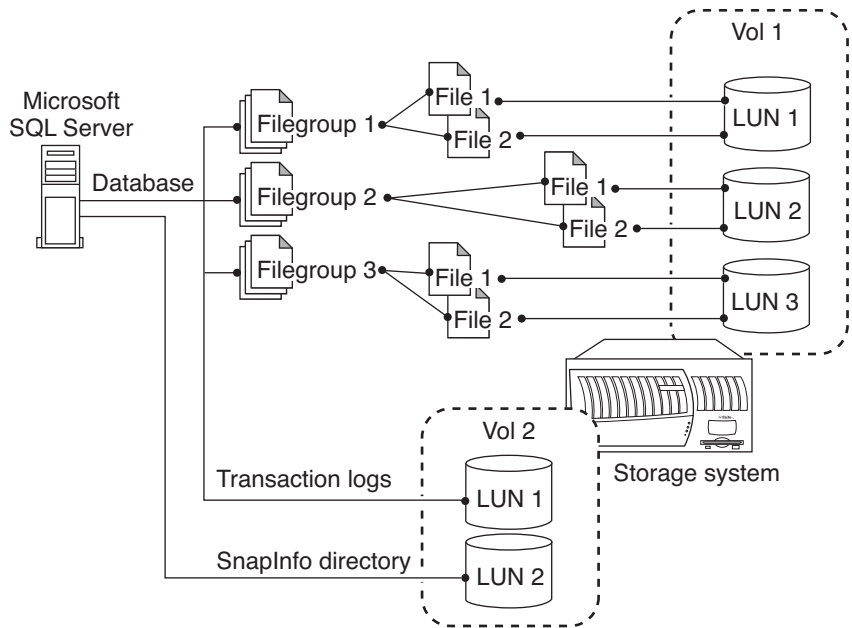 Vol 1
Microsoft
SQL Server
Filegroup 1
File 1
File 2
LUN 1
Database
Filegroup 2
File 1
File 2
LUN 2
Filegroup 3
File 1
File 2
LUN 3
Vol 2
Storage system
Transaction logs
LUN 1
SnapInfo directory
LUN 2